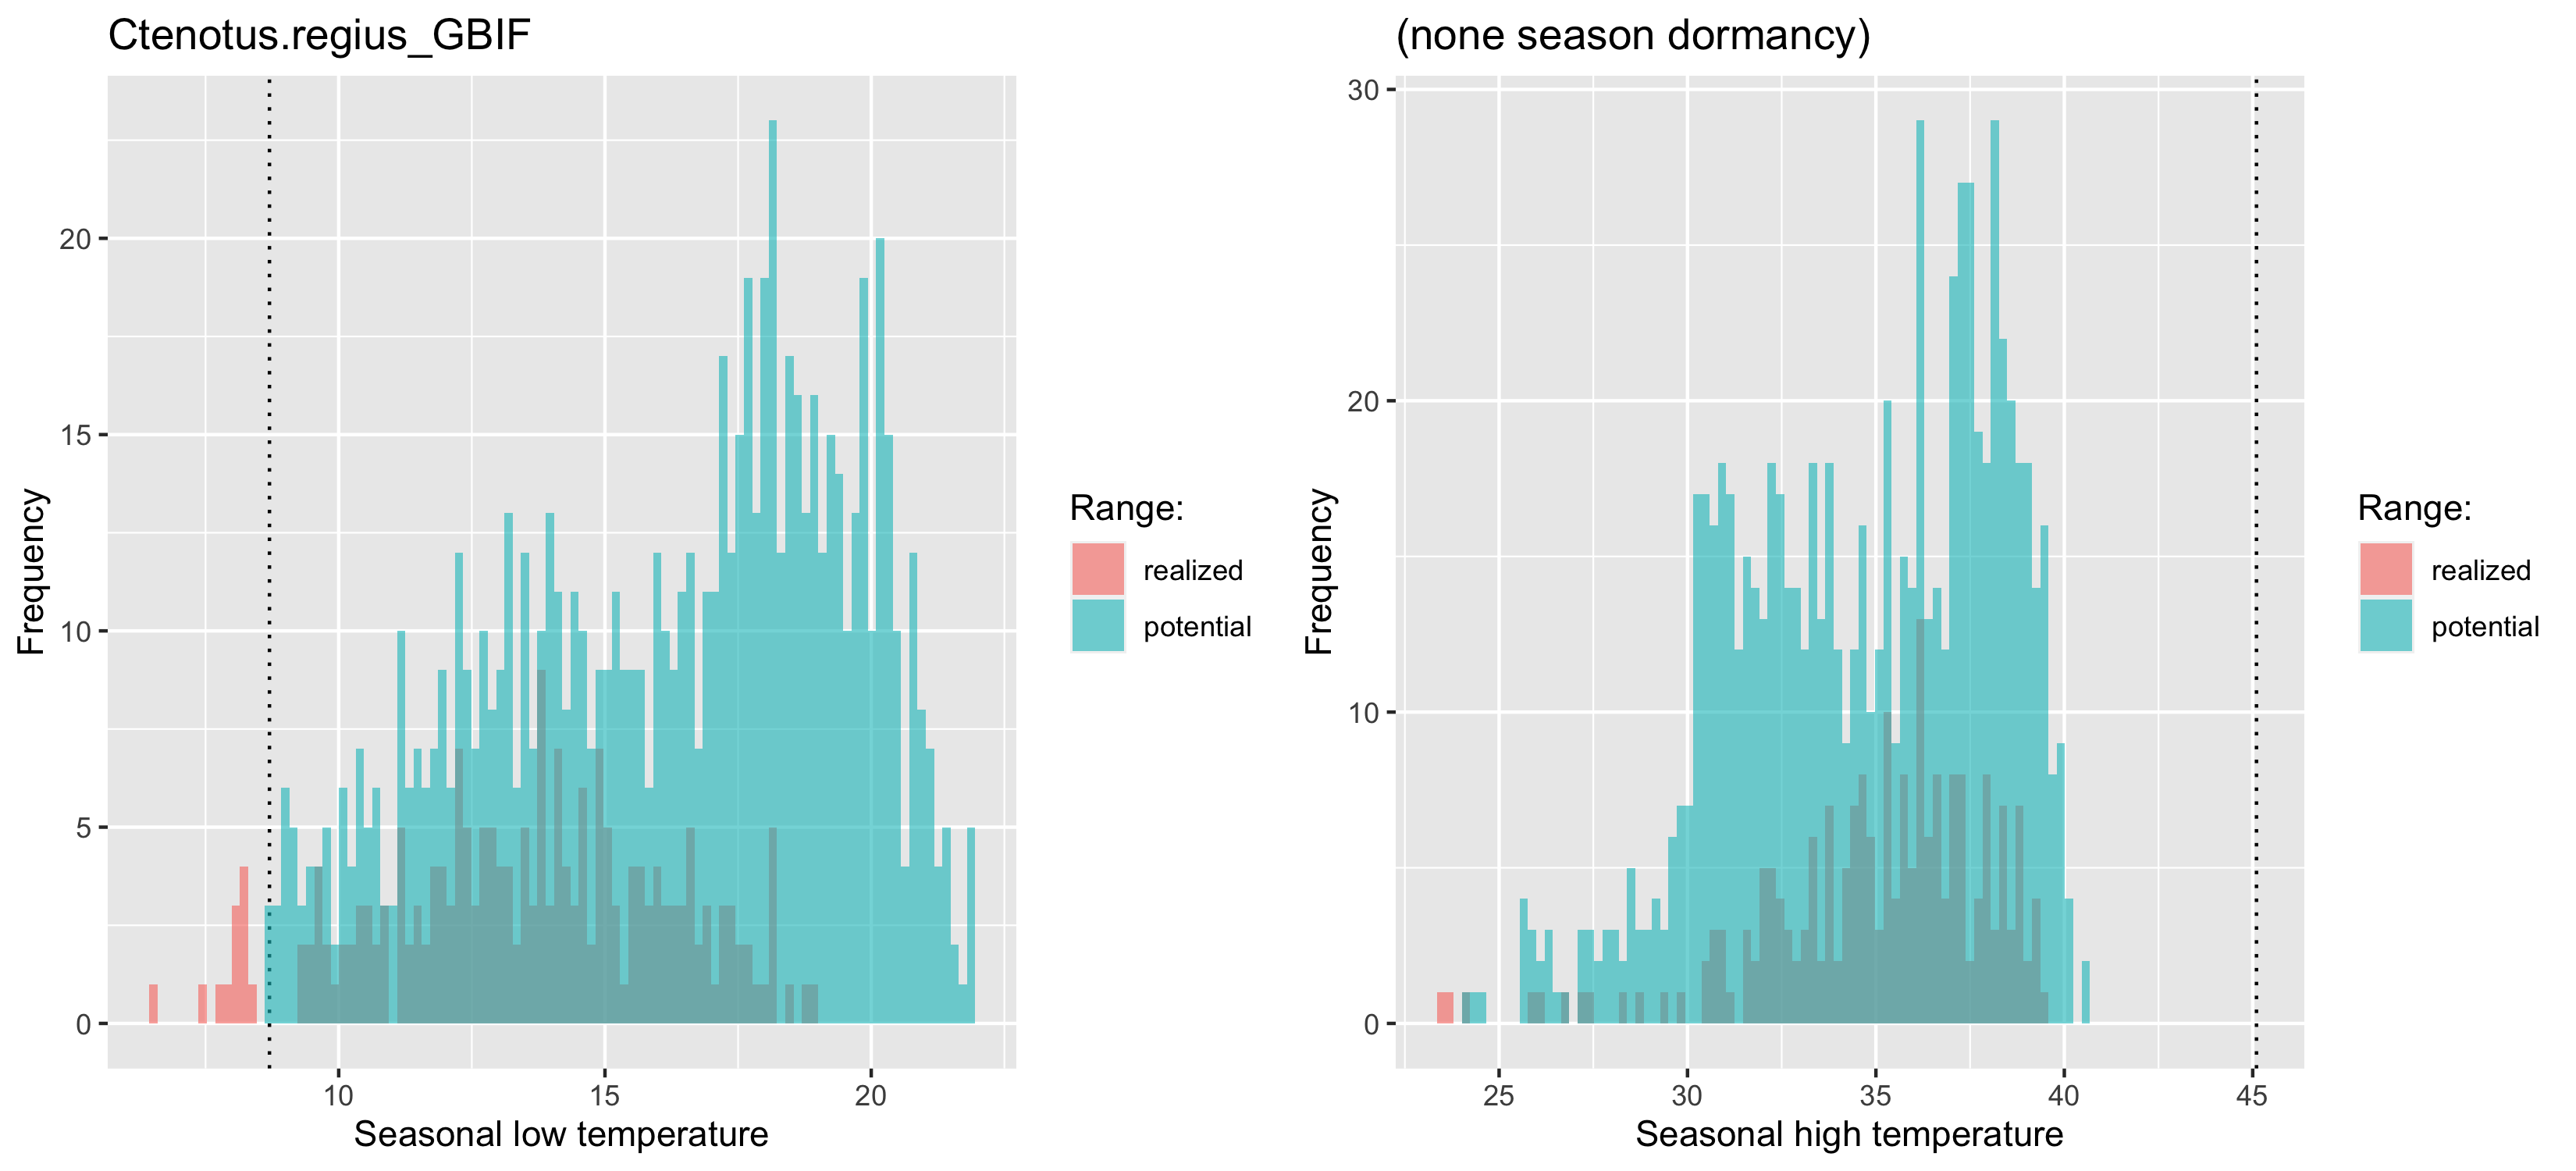 Ctenotus.regius_GBIF
Frequency
20
15
10
5
0
10 15 20
Seasonal low temperature
Range:
realized
potential
(none season dormancy)
Frequency
30
20
10
0
25 30 35 40 45
Seasonal high temperature
Range:
realized
potential